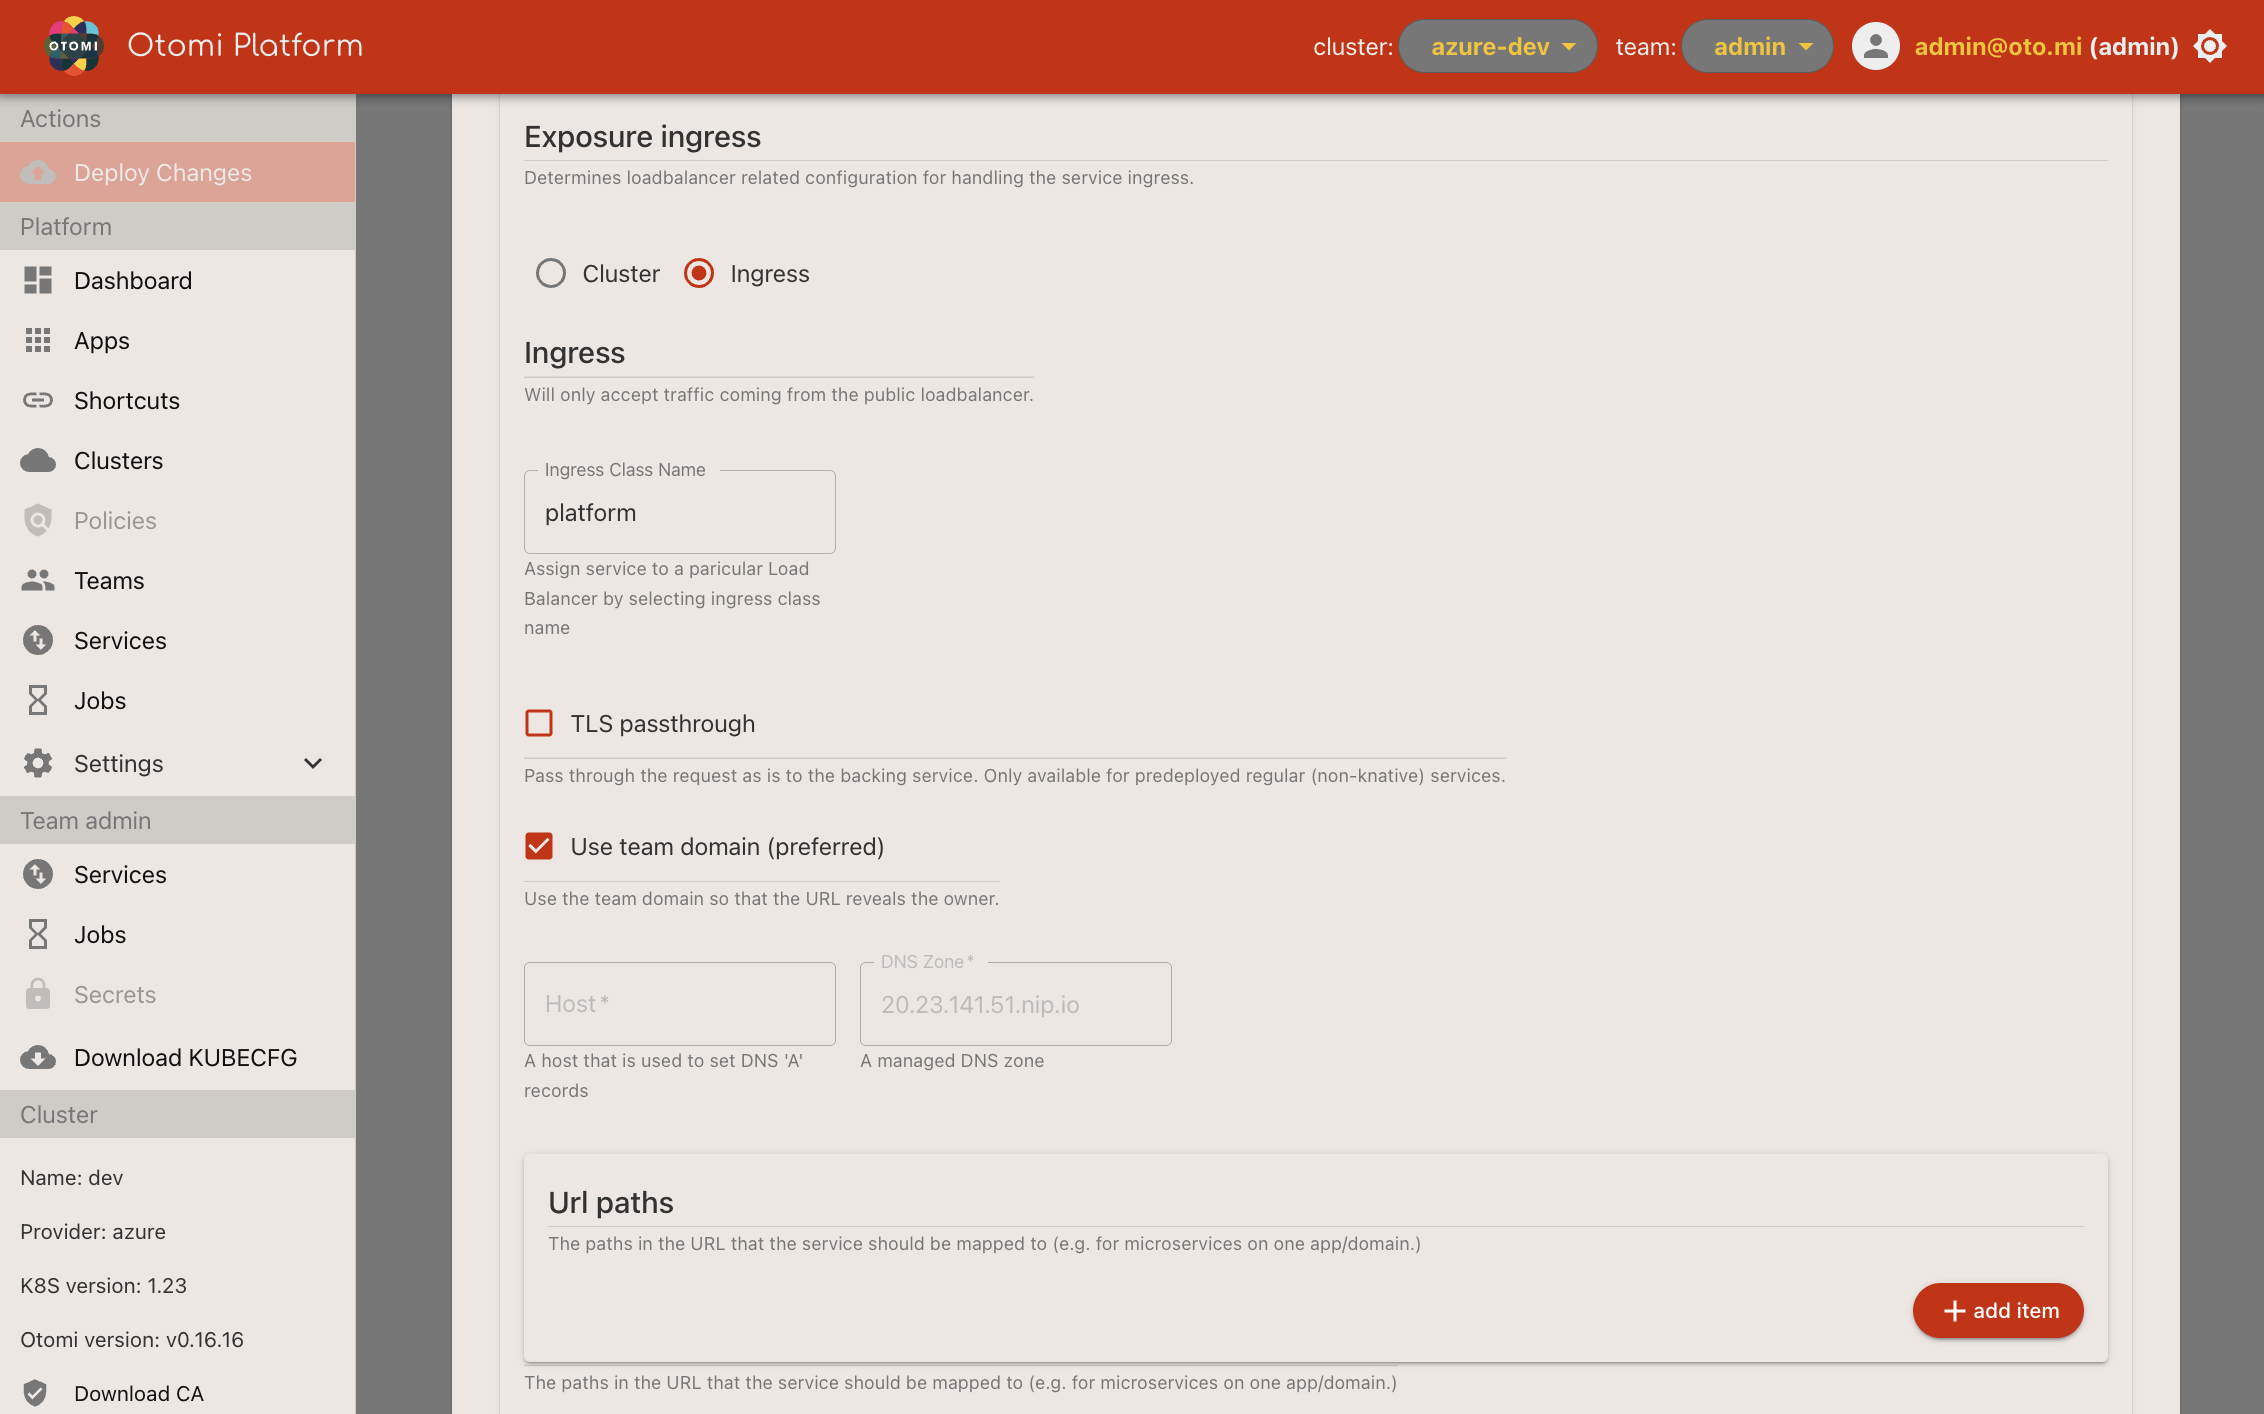 OTOMI
Otomi Platform
cluster:
azure-dev
team:
admin
admin@oto.mi (admin)
Actions
Deploy Changes
Platform
Dashboard
Apps
Shortcuts
Clusters
Policies
Teams
Services
Jobs
Settings
Team admin
Services
Jobs
Secrets
Download KUBECFG
Cluster
Name: dev
Provider: azure
K8S version: 1.23
Otomi version: v0.16.16
Download CA
Exposure ingress
Determines loadbalancer related configuration for handling the service ingress.
Cluster
Ingress
Ingress
Will only accept traffic coming from the public loadbalancer.
Ingress Class Name
platform
Assign service to a paricular Load
Balancer by selecting ingress class
name
TLS passthrough
Pass through the request as is to the backing service. Only available for predeployed regular (non-knative) services.
Use team domain (preferred)
Use the team domain so that the URL reveals the owner.
Host *
A host that is used to set DNS 'A'
records
DNS Zone *
20.23.141.51.nip.io
A managed DNS zone
Url paths
The paths in the URL that the service should be mapped to (e.g. for microservices on one app/domain.)
add item
The paths in the URL that the service should be mapped to (e.g. for microservices on one app/domain.)